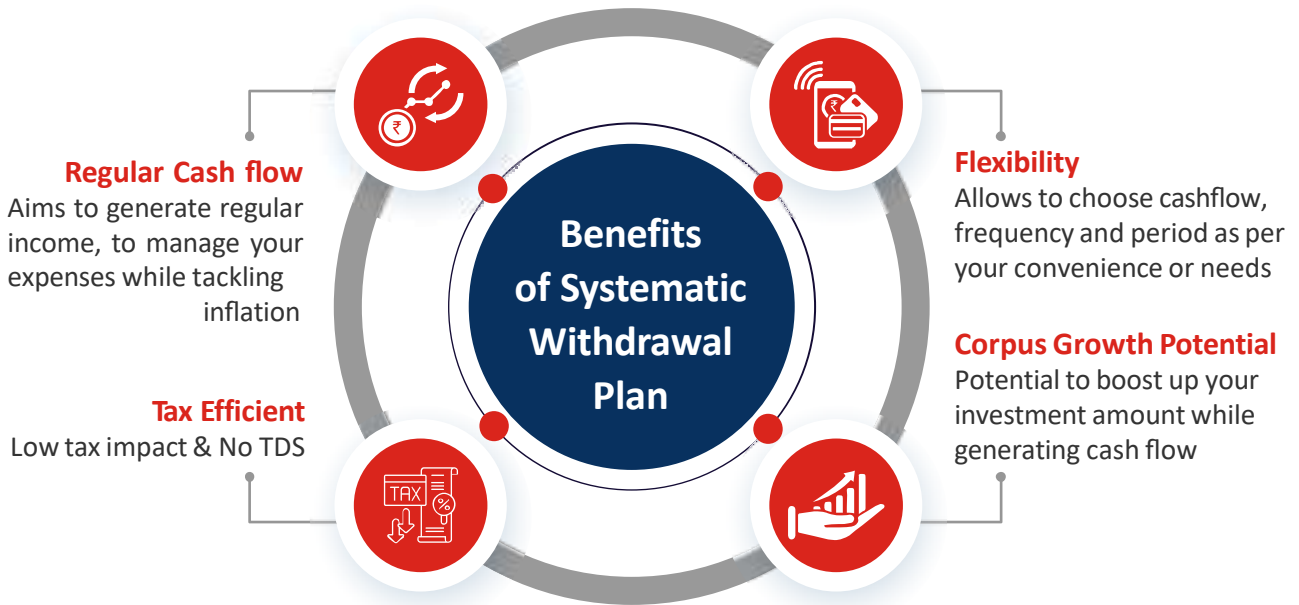 Benefits
of Systematic
Withdrawal
Plan
Regular Cash flow
Aims to generate regular
income, to manage your
expenses while tackling
inflation
Flexibility
Allows to choose cashflow,
frequency and period as per
your convenience or needs
Tax Efficient
Low tax impact & No TDS
Corpus Growth Potential
Potential to boost up your
investment amount while
generating cash flow
₹
₹
TAX
%